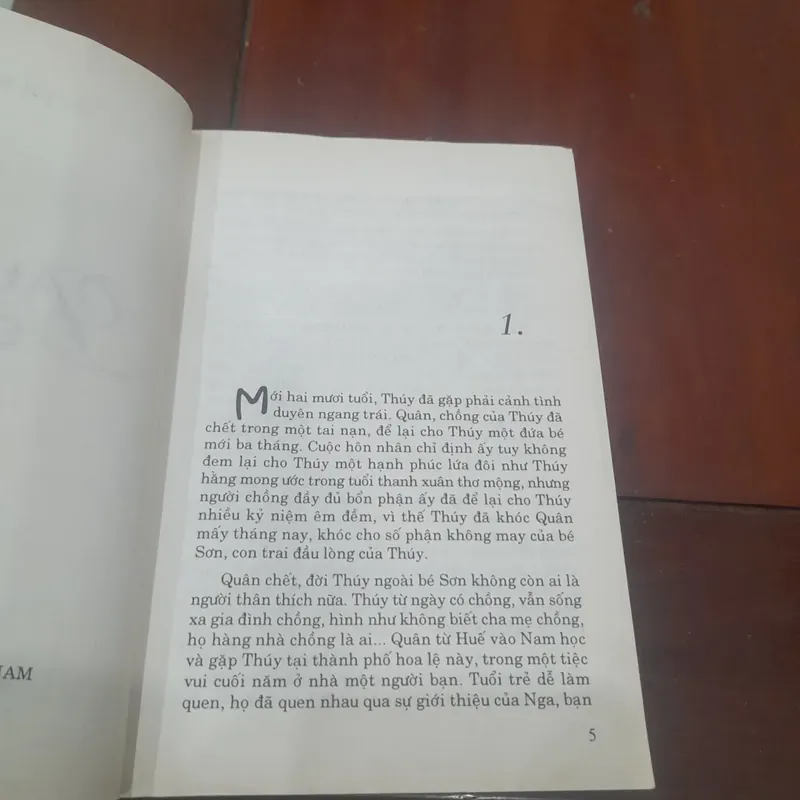 NAM
1.
Mới hai mươi tuổi, Thúy đã gặp phải cảnh tình
duyên ngang trái. Quân, chồng của Thúy đã
chết trong một tai nạn, để lại cho Thúy một đứa bé
mới ba tháng. Cuộc hôn nhân chỉ định ấy tuy không
đem lại cho Thúy một hạnh phúc lứa đôi như Thúy
hằng mong ước trong tuổi thanh xuân thơ mộng, nhưng
người chồng đầy đủ bổn phận ấy đã để lại cho Thúy
nhiều kỷ niệm êm đềm, vì thế Thúy đã khóc Quân
mấy tháng nay, khóc cho số phận không may của bé
Sơn, con trai đầu lòng của Thúy.
Quân chết, đời Thúy ngoài bé Sơn không còn ai là
người thân thích nữa. Thúy từ ngày có chồng, vẫn sống
xa gia đình chồng, hình như không biết cha mẹ chồng,
họ hàng nhà chồng là ai... Quân từ Huế vào Nam học
và gặp Thúy tại thành phố hoa lệ này, trong một tiệc
vui cuối năm ở nhà một người bạn. Tuổi trẻ dễ làm
quen, họ đã quen nhau qua sự giới thiệu của Nga, bạn
5